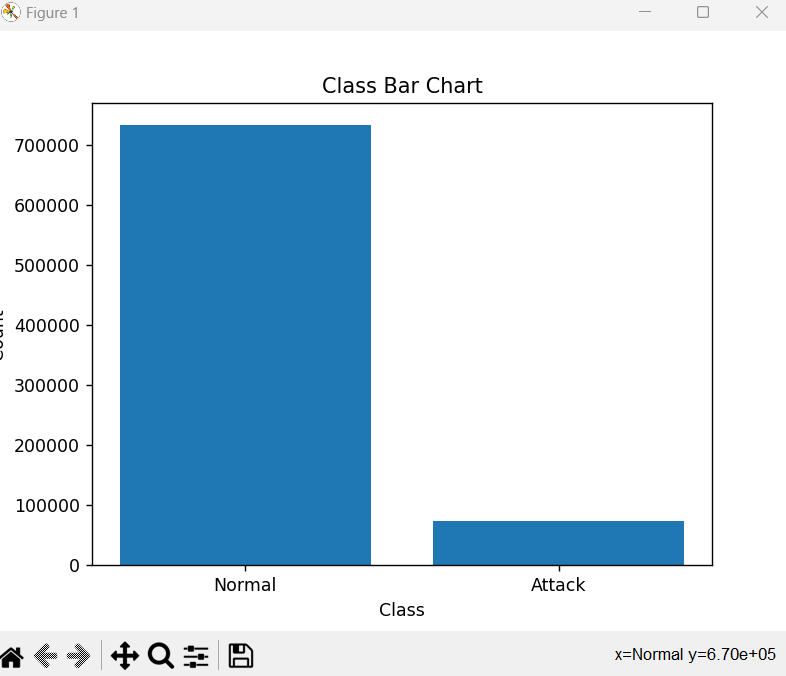 Figure 1
Class Bar Chart
700000
600000
500000
400000
300000
200000
100000
0
Normal Attack
Class
x=Normal y=6.70e+05